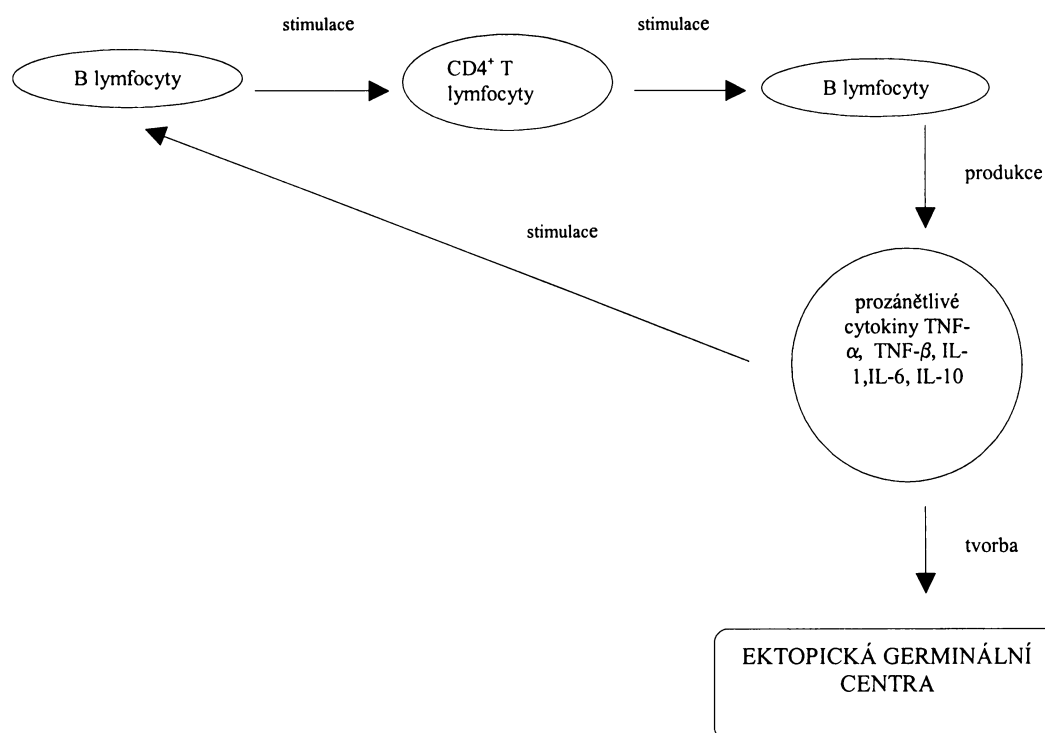 stimulace
stimulace
B lymfocyty
CD4⁺ T
lymfocyty
B lymfocyty
produkce
stimulace
prozánětlivé
cytokiny TNF-
α, TNF-β, IL-
1,IL-6, IL-10
tvorba
EKTOPICKÁ GERMINÁLNÍ
CENTRA